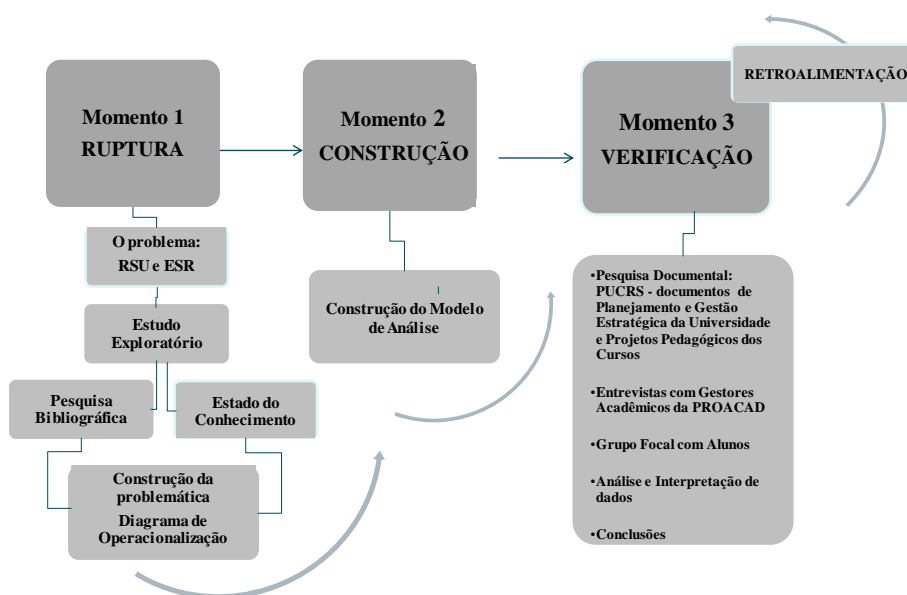 Momento 1
RUPTURA
O problema:
RSU e ESR
Estudo
Exploratório
Pesquisa
Bibliográfica
Estado do
Conhecimento
Construção da
problemática
Diagrama de
Operacionalização
Momento 2
CONSTRUÇÃO
Construção do Modelo
de Análise
Momento 3
VERIFICAÇÃO
RETROALIMENTAÇÃO
•Pesquisa Documental:
PUCRS - documentos de
Planejamento e Gestão
Estratégica da Universidade
e Projetos Pedagógicos dos
Cursos
•Entrevistas com Gestores
Acadêmicos da PROACAD
•Grupo Focal com Alunos
•Análise e Interpretação de
dados
•Conclusões